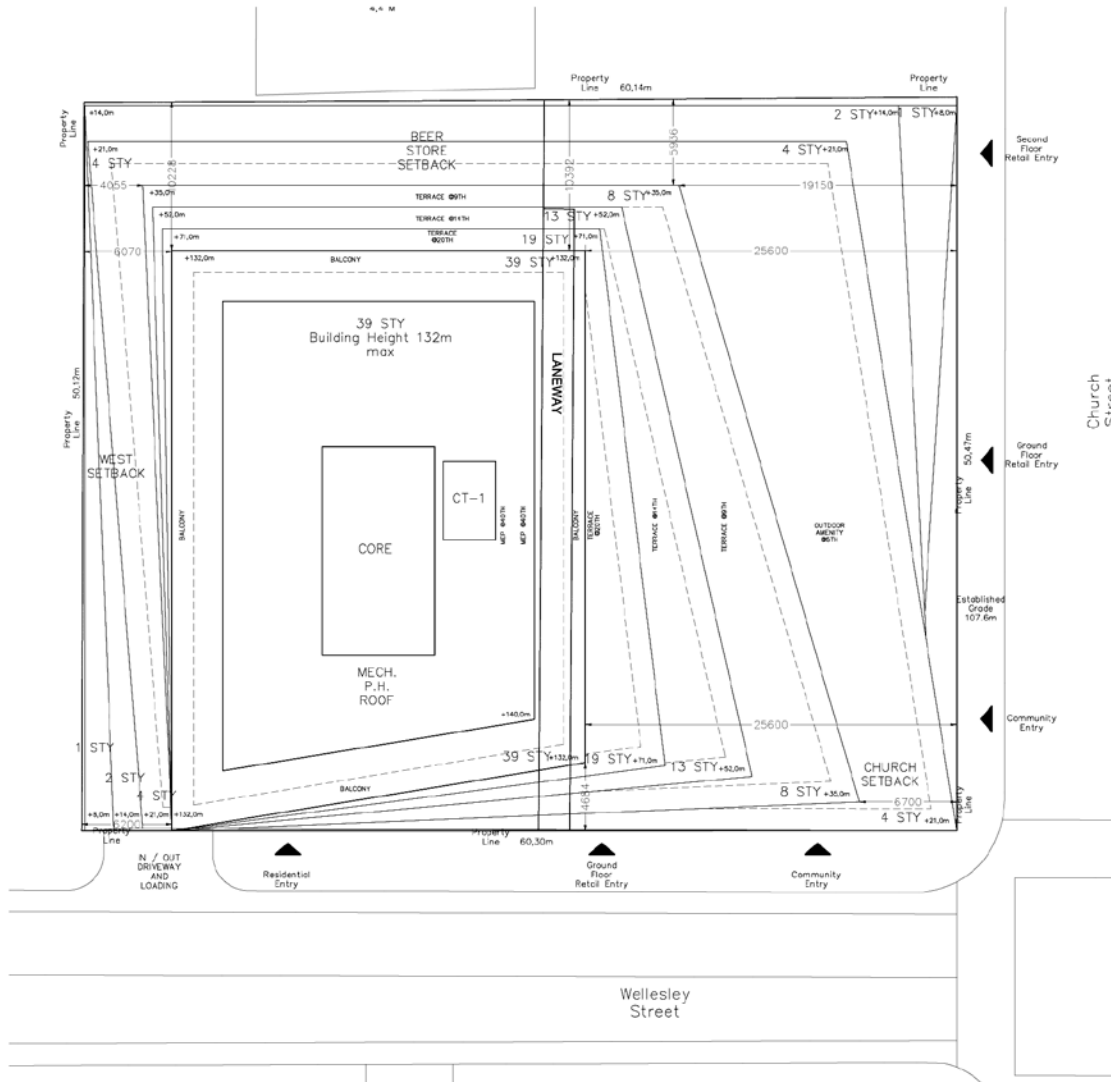 4,4 M
Property
Line
60,14m
Property
Line
Property
Line
+14,0m
2 STY +14,0m
1 STY +8,0m
BEER
STORE
SETBACK
+21,0m
4 STY
4 STY +21,0m
Second
Floor
Retail Entry
5936
10392
4055
+35,0m
TERRACE @9TH
8 STY +35,0m
19150
+52,0m
TERRACE @14TH
13 STY +52,0m
+71,0m
TERRACE
@20TH
19 STY +71,0m
6070
25600
+132,0m
BALCONY
39 STY +132,0m
39 STY
Building Height 132m
max
LANEWAY
50,12m
Property
Line
Church
Street
WEST
SETBACK
50,47m
Ground
Floor
Retail Entry
Property
Line
CT-1
CORE
BALCONY
MEP @40TH
MEP @40TH
BALCONY
TERRACE
@20TH
TERRACE @14TH
TERRACE @9TH
OUTDOOR
AMENITY
@5TH
Established
Grade
107.6m
MECH.
P.H.
ROOF
+140,0m
25600
Community
Entry
1 STY
2 STY
4 STY
39 STY +132,0m
19 STY +71,0m
13 STY +52,0m
CHURCH
SETBACK
BALCONY
8 STY +35,0m
4684
6700
4 STY +21,0m
Property
Line
+8,0m
+14,0m
+21,0m
+132,0m
6200
Property
Line
Property
Line
60,30m
IN / OUT
DRIVEWAY
AND
LOADING
Residential
Entry
Ground
Floor
Retail Entry
Community
Entry
Wellesley
Street